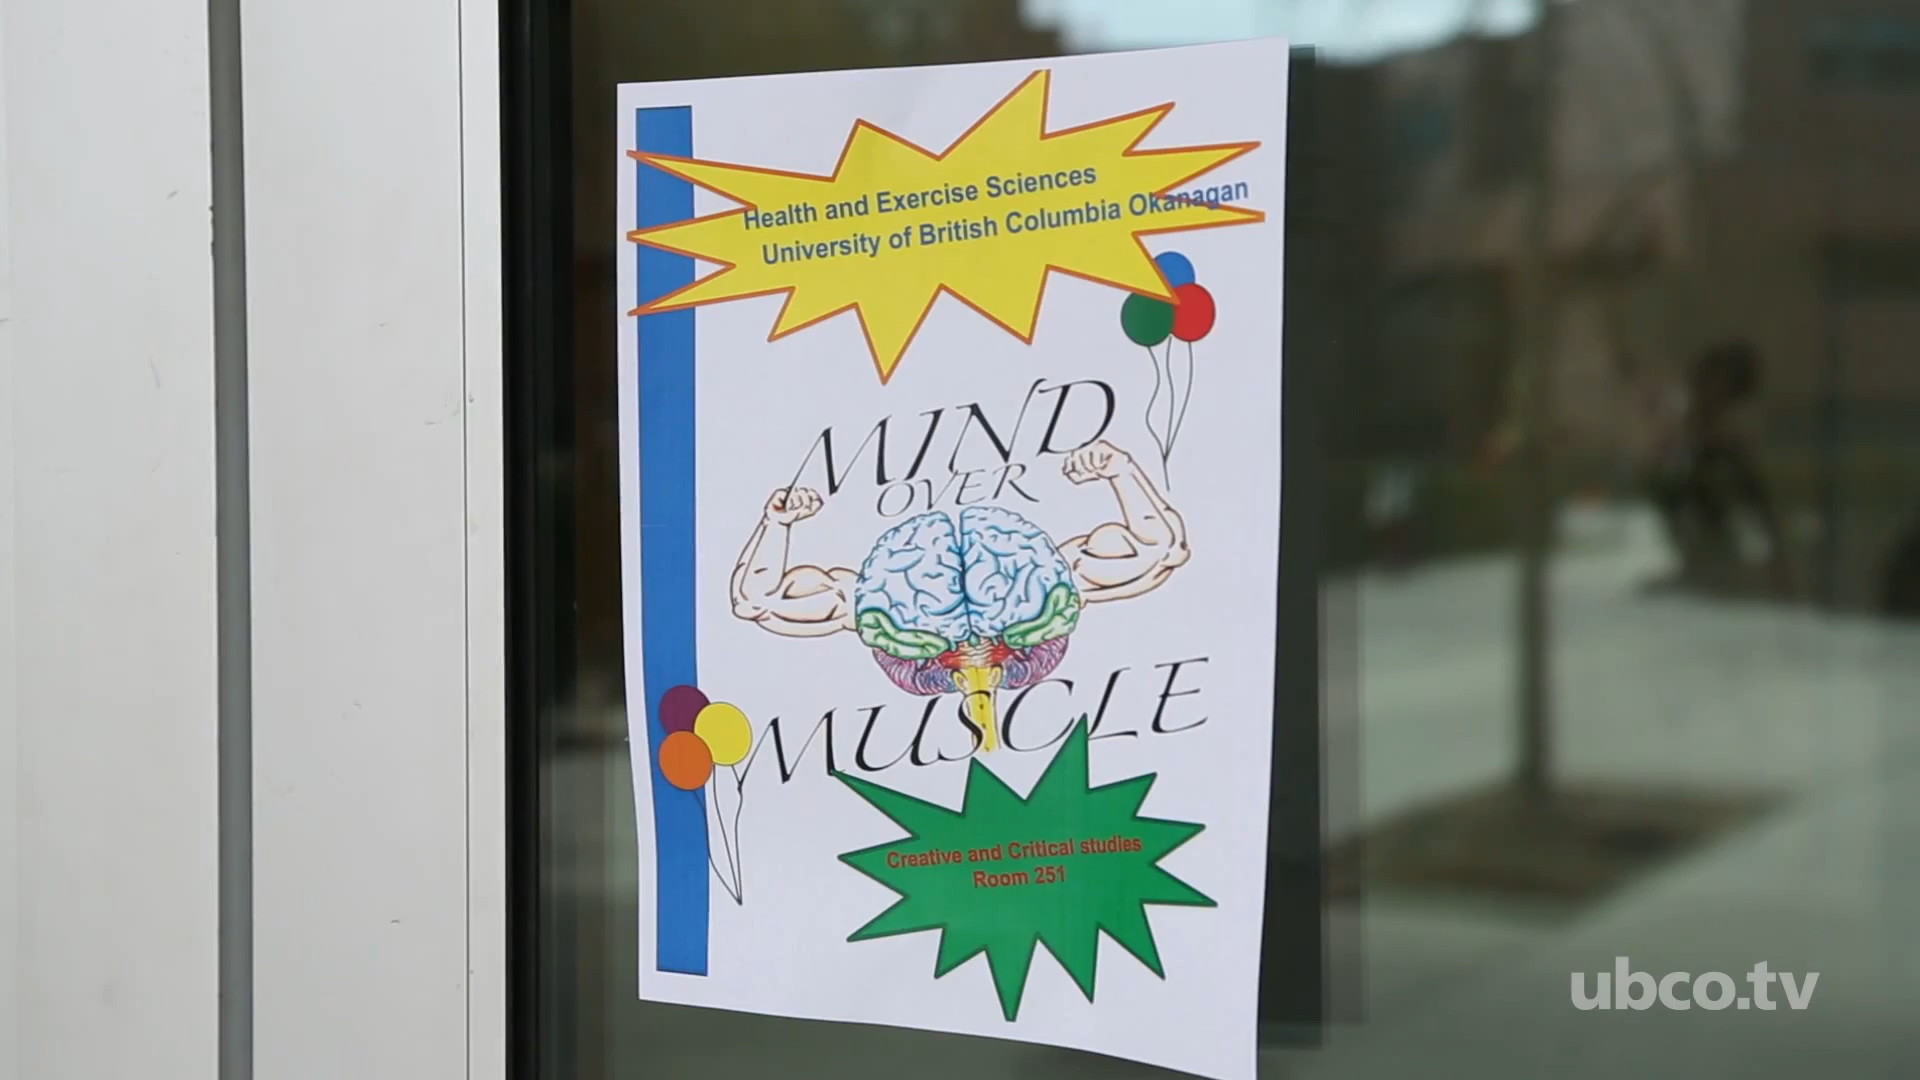 Health and Exercise Sciences
University of British Columbia Okanagan
MIND
OVER
MUSCLE
Creative and Critical studies
Room 251
ubco.tv